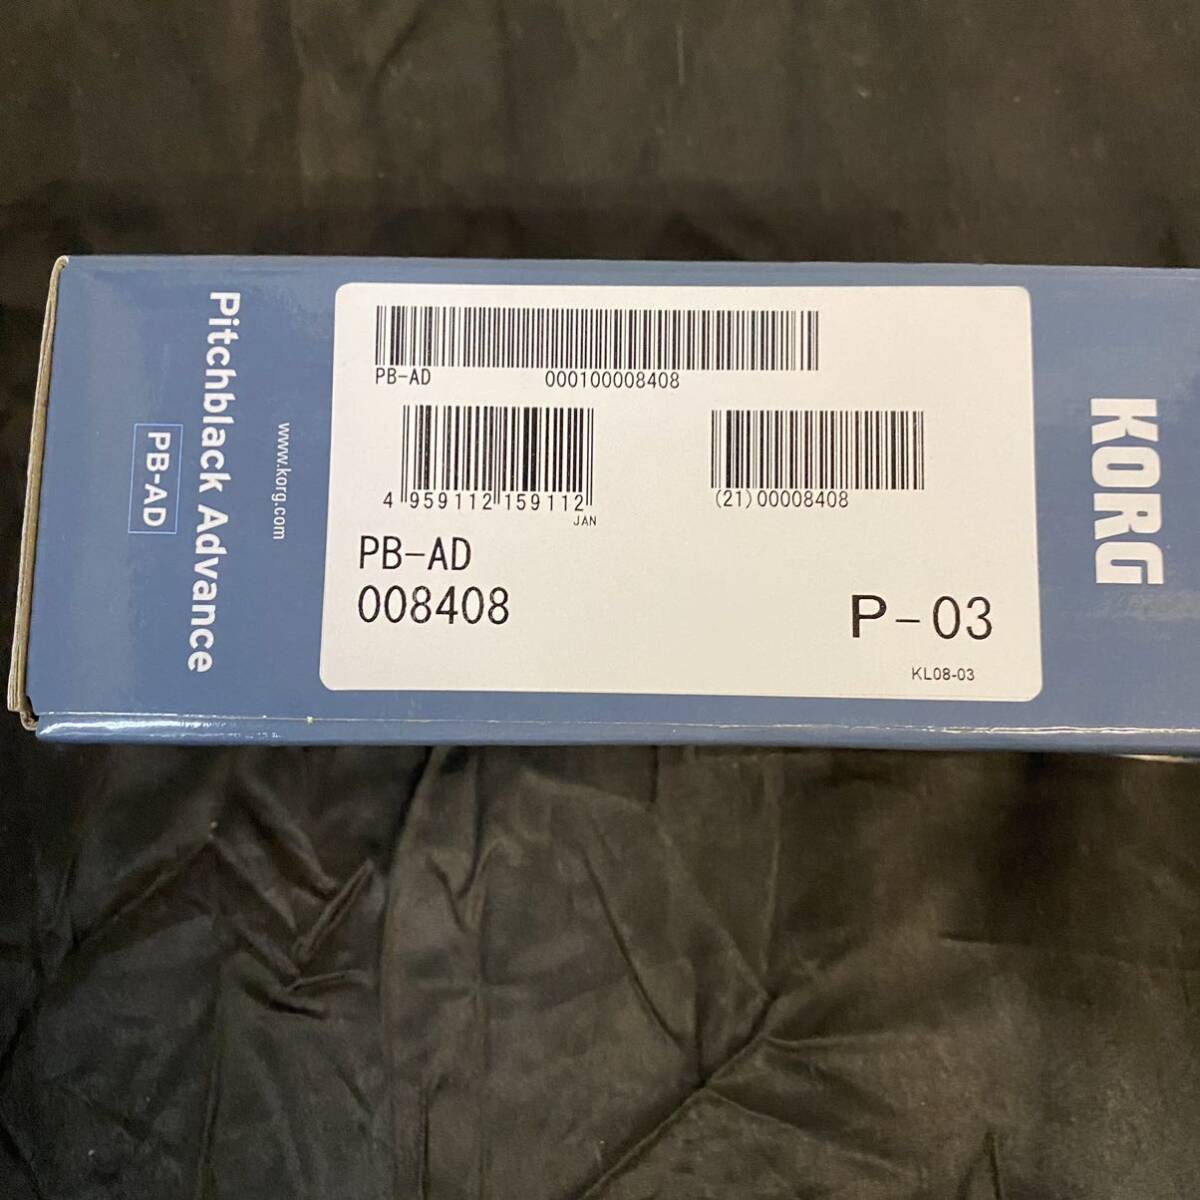 Pitchblack Advance
PB-AD
www.korg.com
PB-AD 000100008408
4 959112 159112
JAN
(21)00008408
PB-AD
008408
P-03
KL08-03
KORG